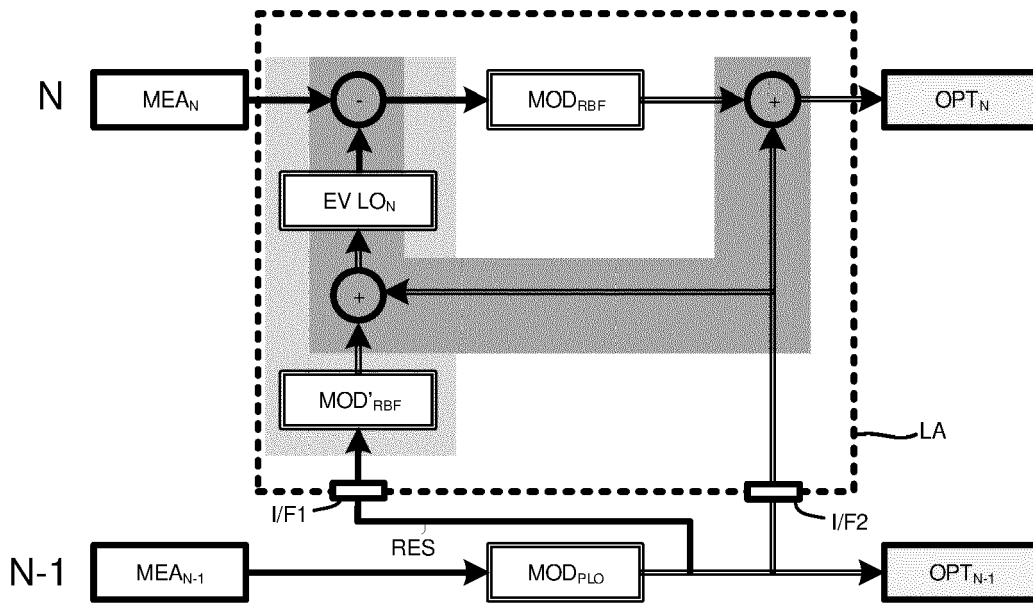 N
MEA_N
-
MOD_RBF
+
OPT_N
EV LO_N
+
MOD'_RBF
LA
I/F1
I/F2
RES
N-1
MEA_N-1
MOD_PLO
OPT_N-1